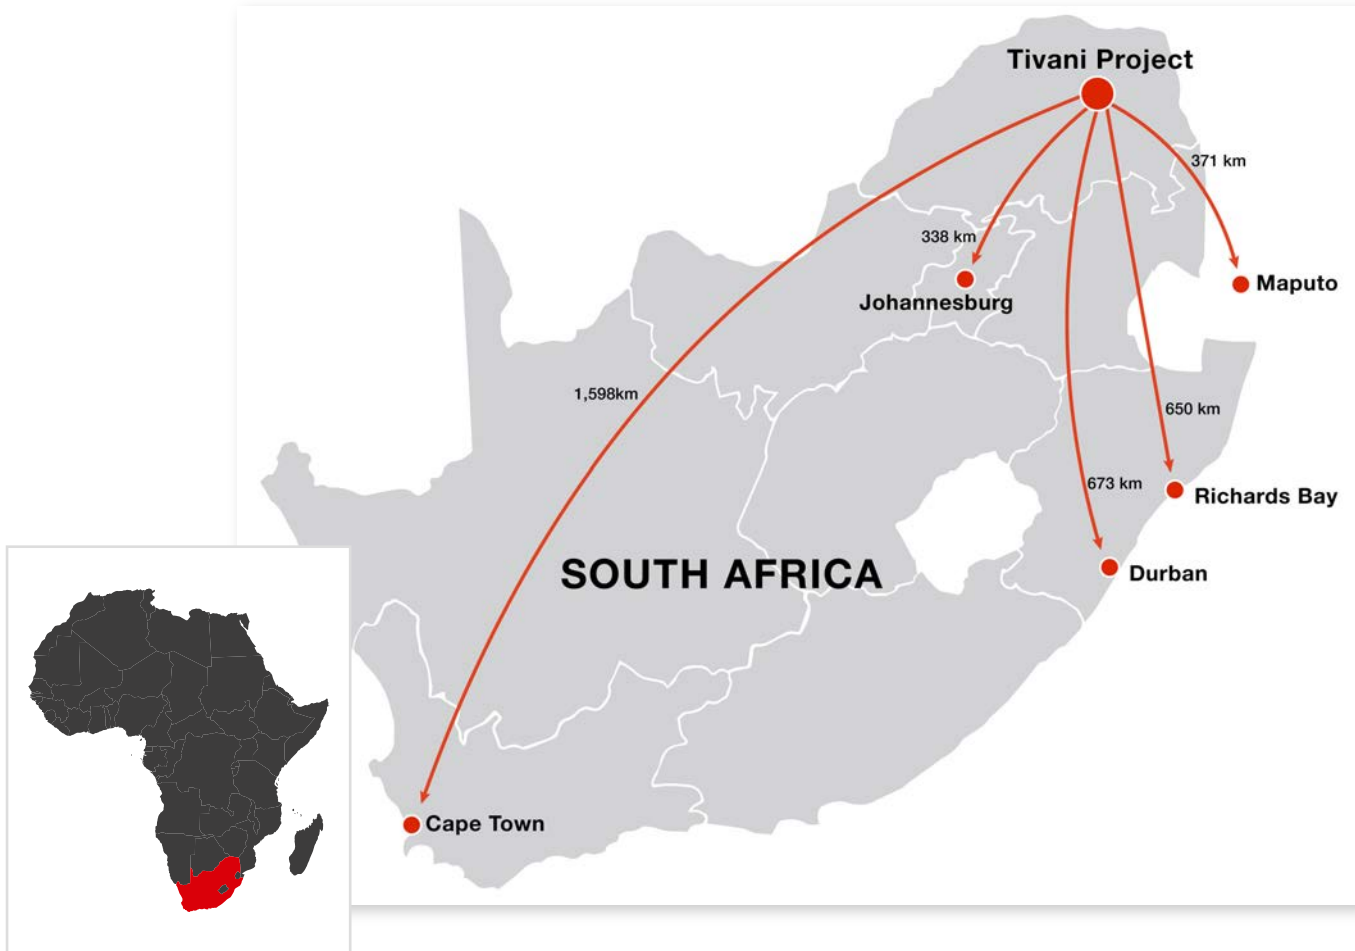 Tivani Project
371 km
338 km
Maputo
Johannesburg
1,598km
650 km
673 km
Richards Bay
SOUTH AFRICA
Durban
Cape Town